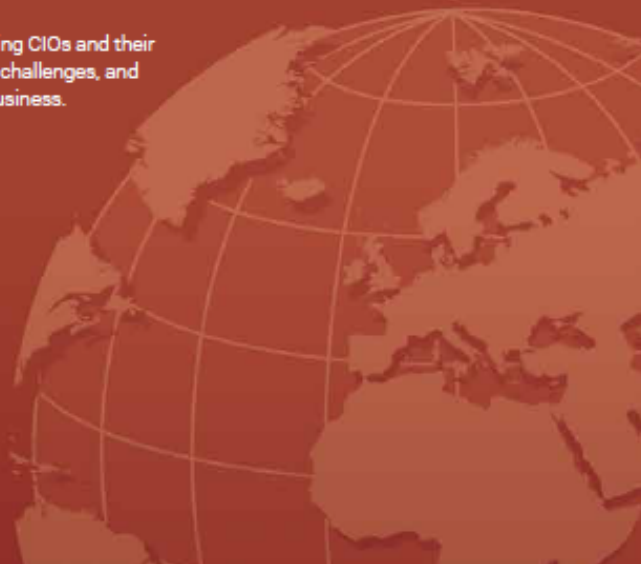 ng CIOs and their
challenges, and
usiness.